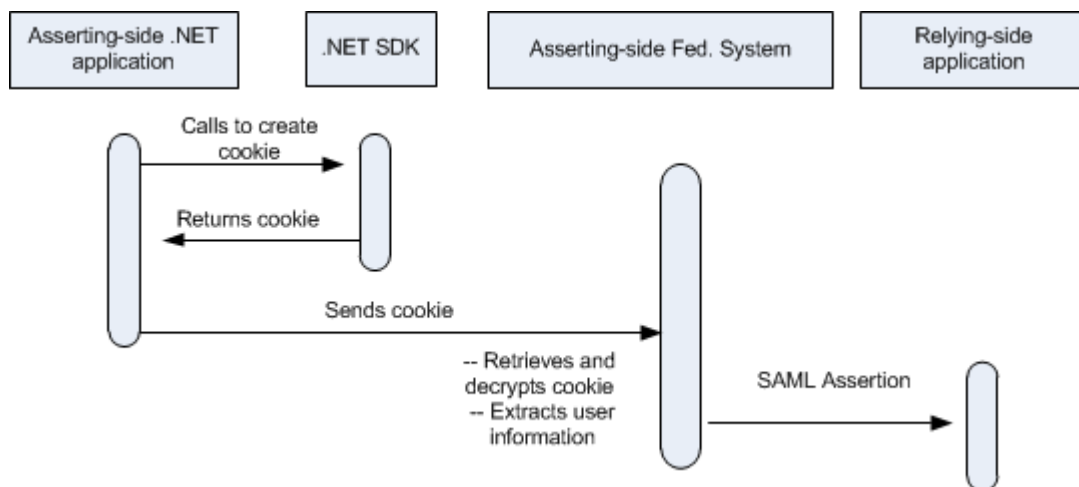 Asserting-side .NET
application
.NET SDK
Asserting-side Fed. System
Relying-side
application
Calls to create
cookie
Returns cookie
Sends cookie
-- Retrieves and
decrypts cookie
-- Extracts user
information
SAML Assertion